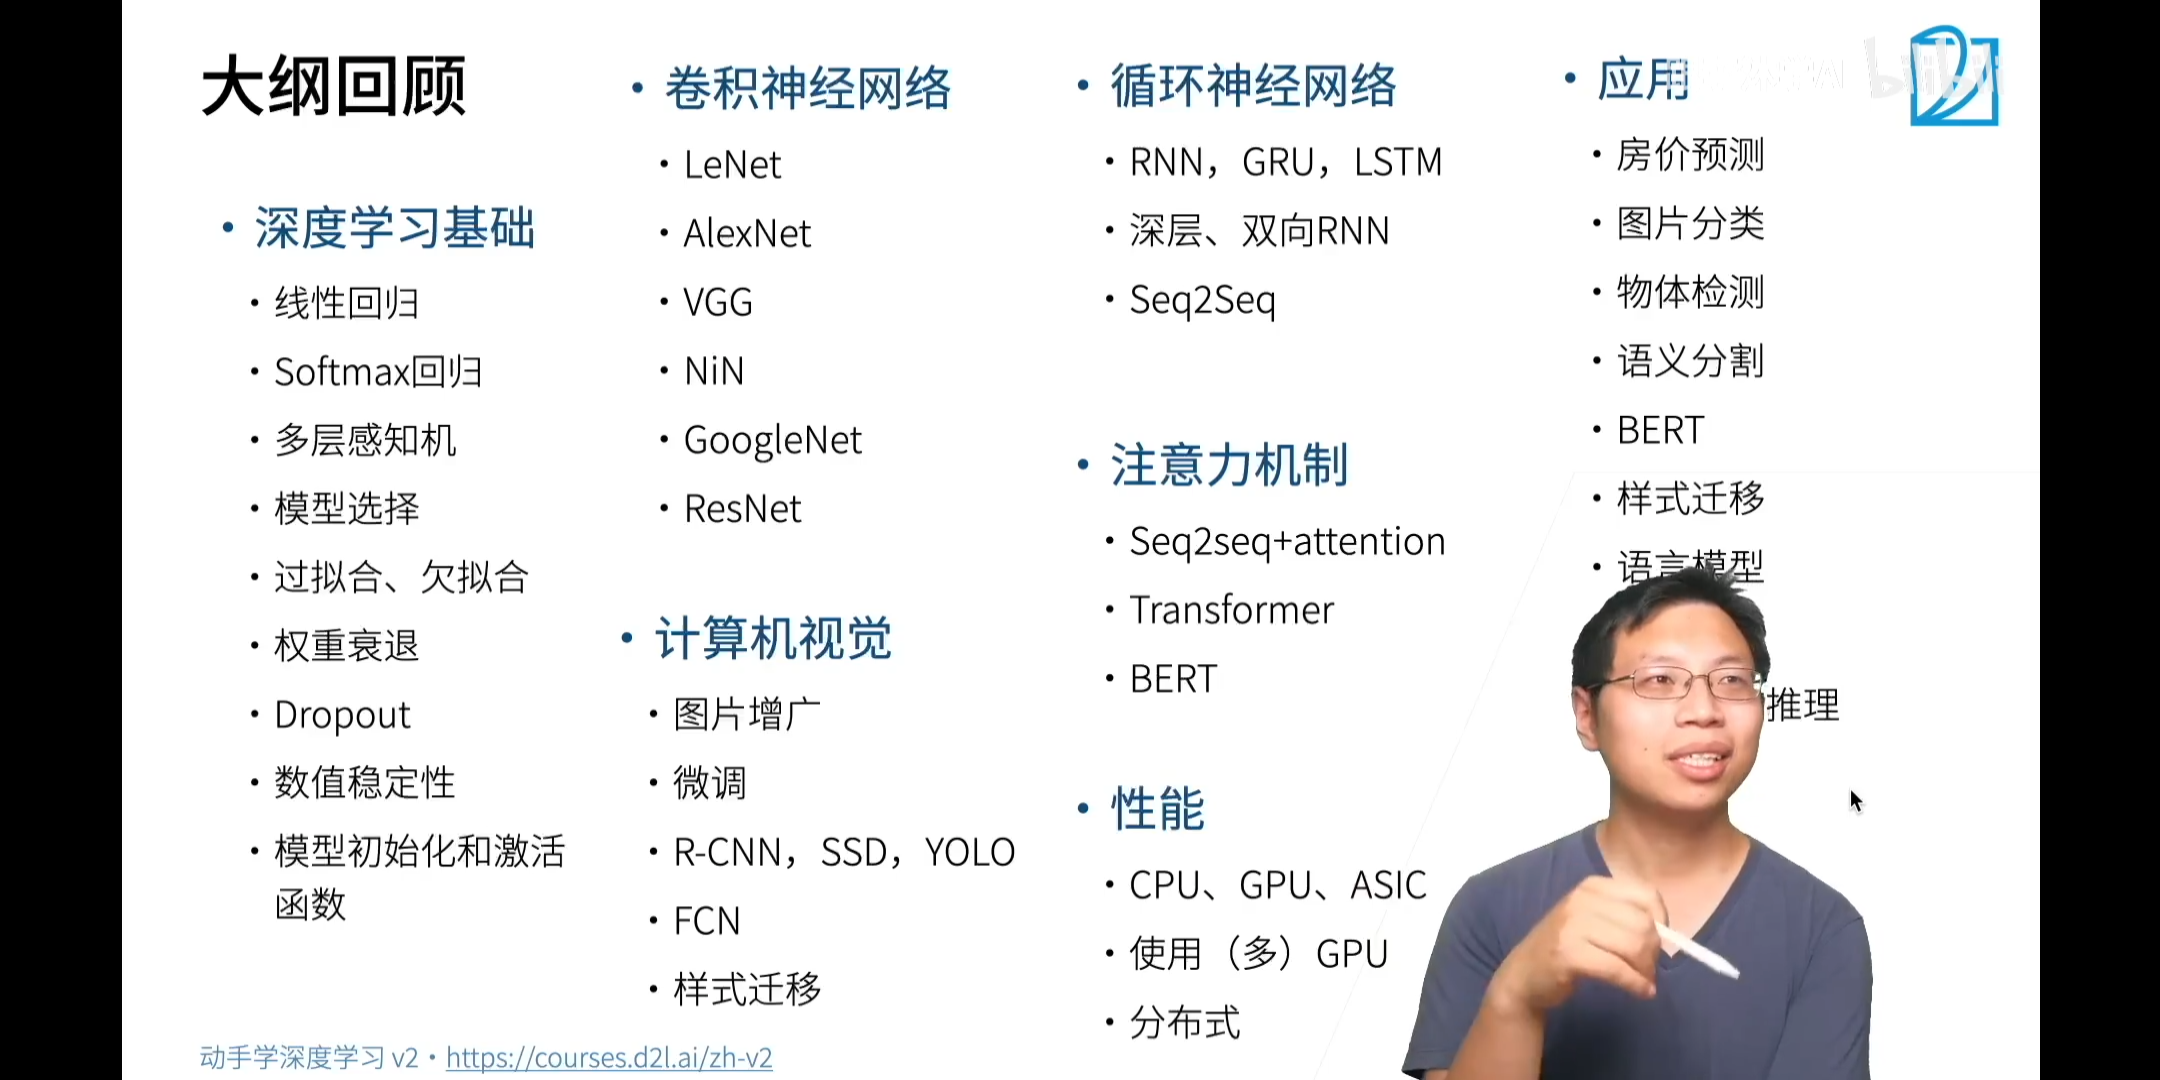 大纲回顾
• 深度学习基础
• 线性回归
• Softmax回归
• 多层感知机
• 模型选择
• 过拟合、欠拟合
• 权重衰退
• Dropout
• 数值稳定性
• 模型初始化和激活
函数
• 卷积神经网络
• LeNet
• AlexNet
• VGG
• NiN
• GoogleNet
• ResNet
• 计算机视觉
• 图片增广
• 微调
• R-CNN，SSD，YOLO
• FCN
• 样式迁移
• 循环神经网络
• RNN，GRU，LSTM
• 深层、双向RNN
• Seq2Seq
• 注意力机制
• Seq2seq+attention
• Transformer
• BERT
• 性能
• CPU、GPU、ASIC
• 使用（多）GPU
• 分布式
• 应用
• 房价预测
• 图片分类
• 物体检测
• 语义分割
• BERT
• 样式迁移
• 语言模型
推理
bilibili
动手学深度学习 v2 • https://courses.d2l.ai/zh-v2